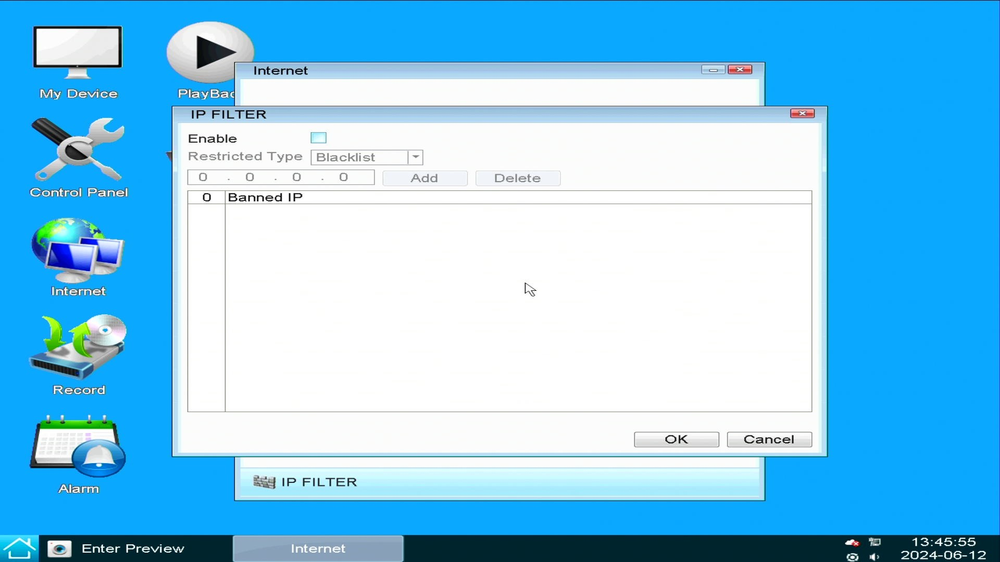 My Device
PlayBac
Control Panel
Internet
Record
Alarm
Internet
IP FILTER
Enable
Restricted Type Blacklist
0 . 0 . 0 . 0 Add Delete
0 Banned IP
OK Cancel
IP FILTER
Enter Preview Internet
13:45:55
2024-06-12